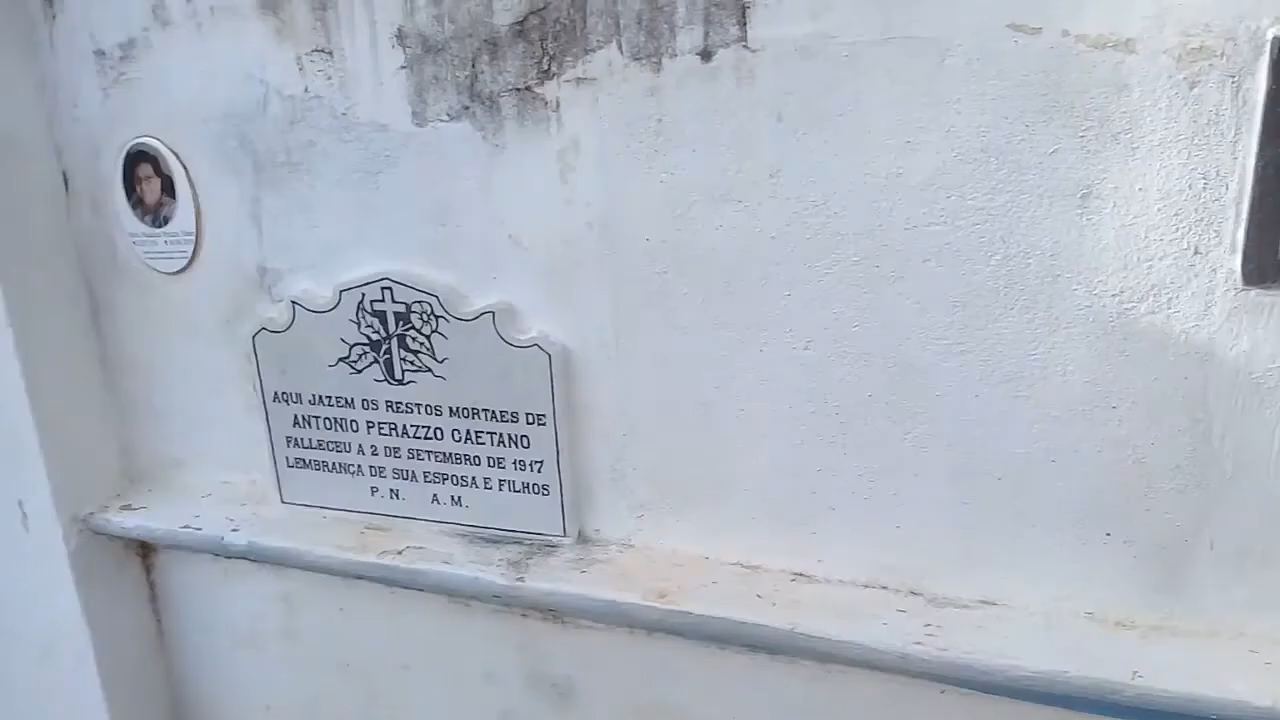 AQUI JAZEM OS RESTOS MORTAES DE
ANTONIO PERAZZO CAETANO
FALLECEU A 2 DE SETEMBRO DE 1917
LEMBRANÇA DE SUA ESPOSA E FILHOS
P. N. A. M.